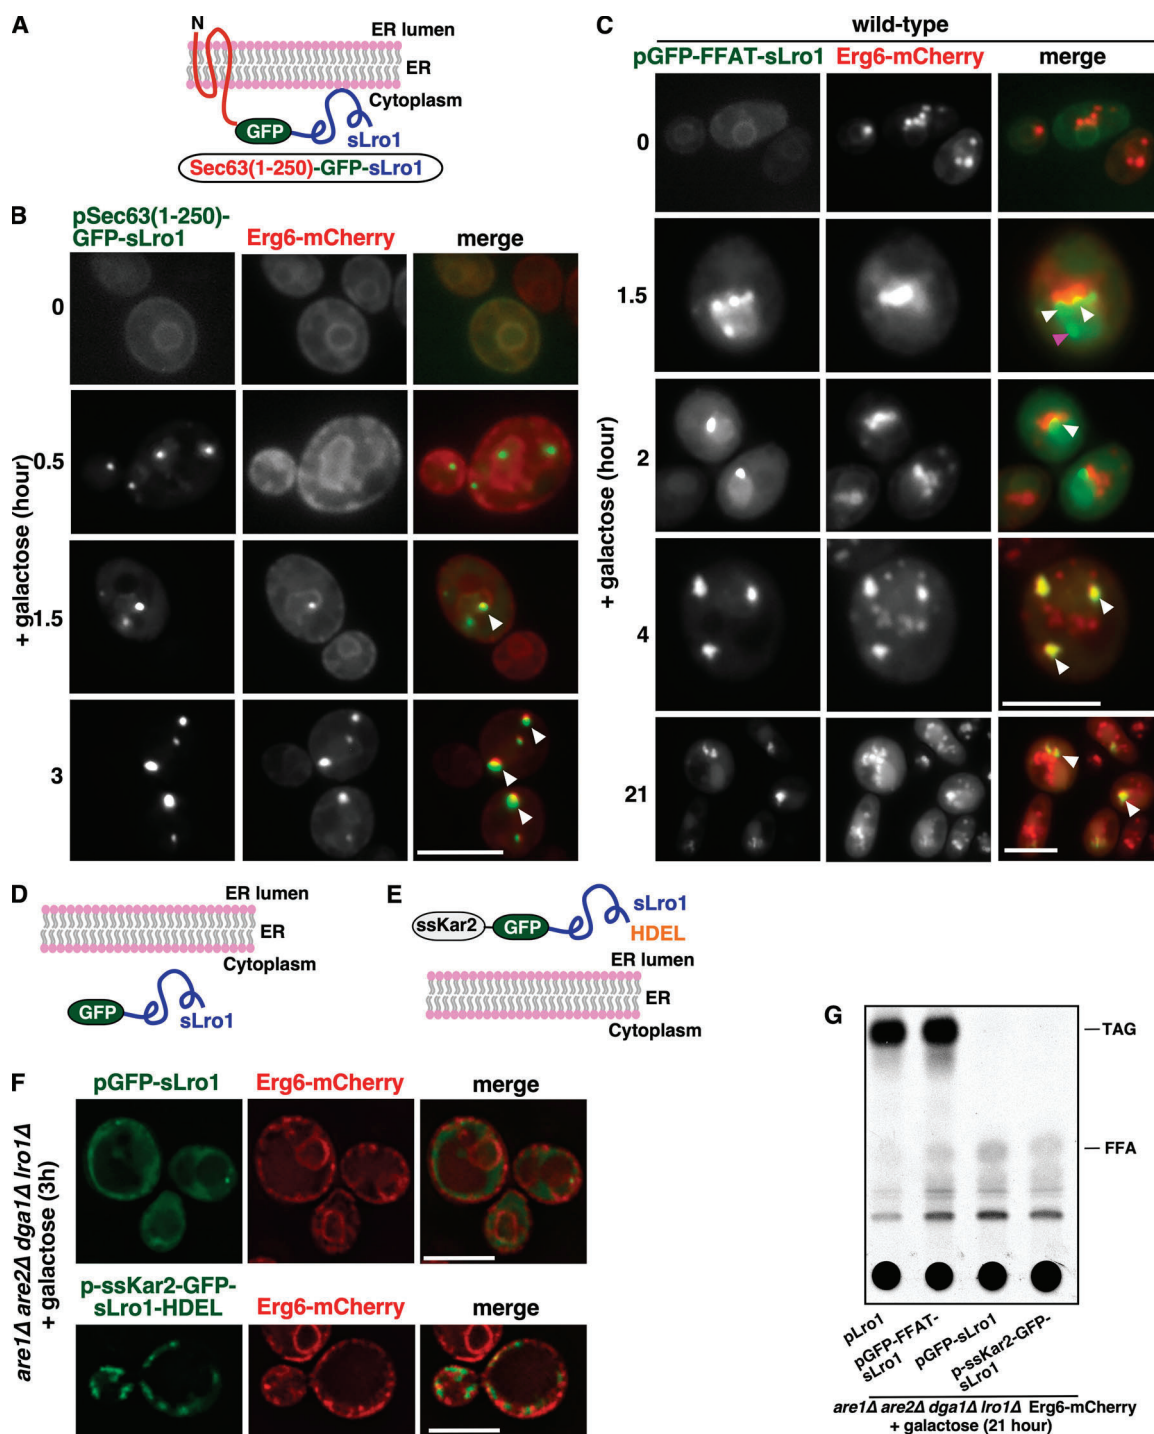 A
N
ER lumen
ER
Cytoplasm
GFP
sLro1
Sec63(1-250)-GFP-sLro1
B
pSec63(1-250)-
GFP-sLro1
Erg6-mCherry
merge
+ galactose (hour)
0
0.5
1.5
3
C
wild-type
pGFP-FFAT-sLro1
Erg6-mCherry
merge
+ galactose (hour)
0
1.5
2
4
21
D
ER lumen
ER
Cytoplasm
GFP
sLro1
E
ssKar2
GFP
sLro1
HDEL
ER lumen
ER
Cytoplasm
F
are1Δ are2Δ dga1Δ lro1Δ
+ galactose (3h)
pGFP-sLro1
Erg6-mCherry
merge
p-ssKar2-GFP-
sLro1-HDEL
Erg6-mCherry
merge
G
TAG
FFA
pLro1
pGFP-FFAT-
sLro1
pGFP-sLro1
p-ssKar2-GFP-
sLro1
are1Δ are2Δ dga1Δ lro1Δ Erg6-mCherry
+ galactose (21 hour)